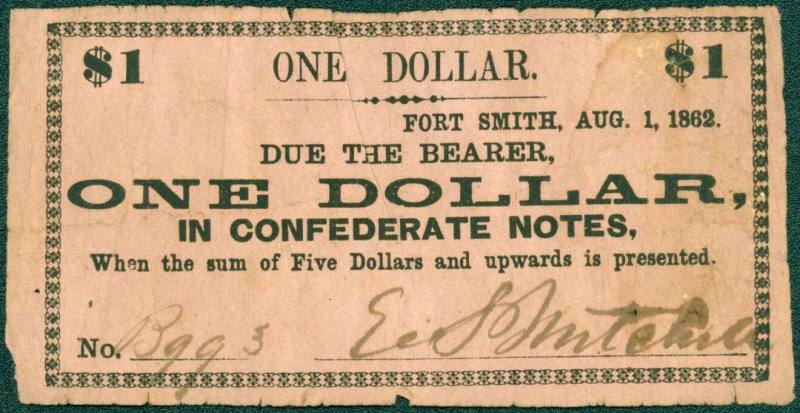 $1 ONE DOLLAR. $1
FORT SMITH, AUG. 1, 1862.
DUE THE BEARER,
ONE DOLLAR,
IN CONFEDERATE NOTES,
When the sum of Five Dollars and upwards is presented.
No. Mitchell